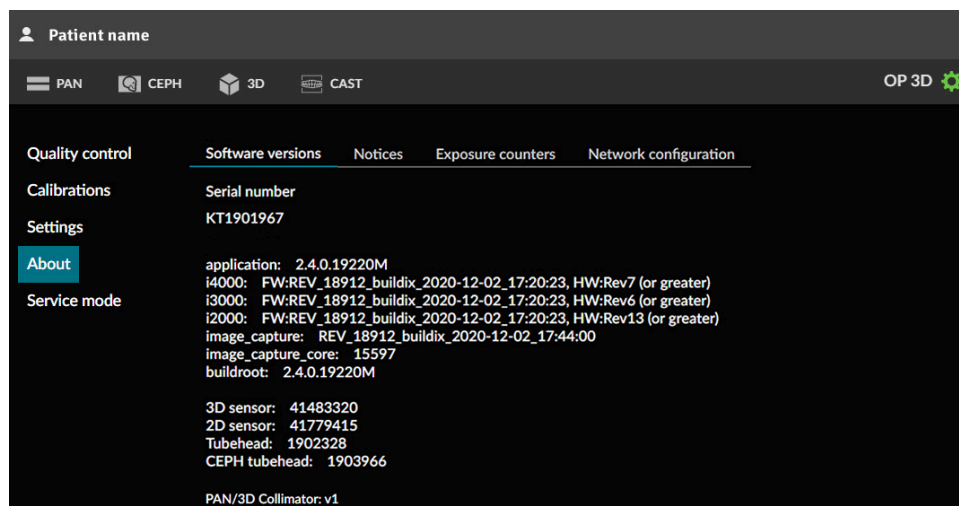 Patient name
PAN CEPH 3D CAST OP 3D
Quality control
Calibrations
Settings
About
Service mode
Software versions Notices Exposure counters Network configuration
Serial number
KT1901967
application: 2.4.0.19220M
i4000: FW:REV_18912_buildix_2020-12-02_17:20:23, HW:Rev7 (or greater)
i3000: FW:REV_18912_buildix_2020-12-02_17:20:23, HW:Rev6 (or greater)
i2000: FW:REV_18912_buildix_2020-12-02_17:20:23, HW:Rev13 (or greater)
image_capture: REV_18912_buildix_2020-12-02_17:44:00
image_capture_core: 15597
buildroot: 2.4.0.19220M
3D sensor: 41483320
2D sensor: 41779415
Tubehead: 1902328
CEPH tubehead: 1903966
PAN/3D Collimator: v1